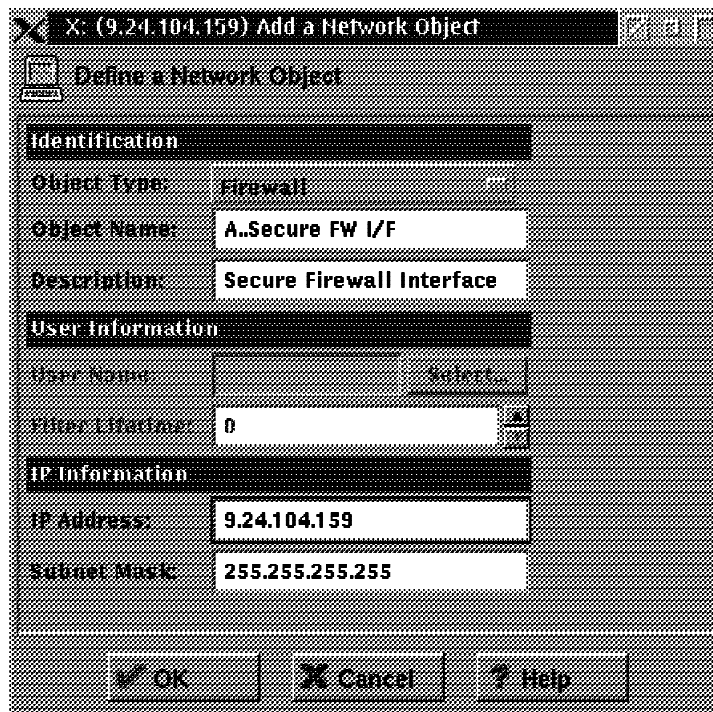 X: (9.24.104.159) Add a Network Object
Define a Network Object
Identification
Object Type: Firewall
Object Name: A..Secure FW I/F
Description: Secure Firewall Interface
User Information
User Name: Select...
Filter Lifetime: 0
IP Information
IP Address: 9.24.104.159
Subnet Mask: 255.255.255.255
OK Cancel ? Help